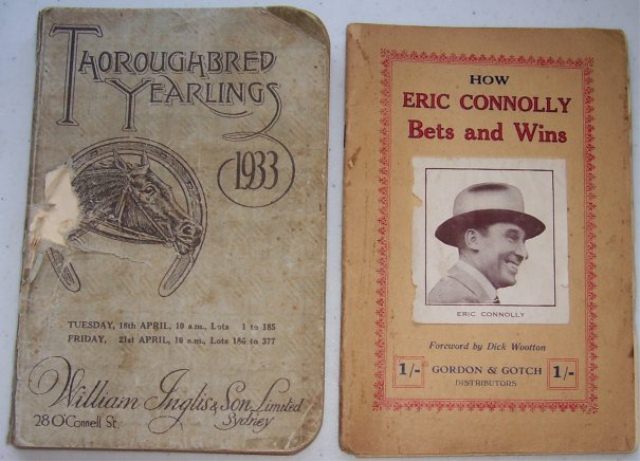 THOROUGHBRED
YEARLINGS
1933
TUESDAY, 18th APRIL, 10 a.m., Lots 1 to 185
FRIDAY, 21st APRIL, 10 a.m., Lots 186 to 377
William Inglis & Son Limited
28 O'Connell St. Sydney
HOW
ERIC CONNOLLY
Bets and Wins
ERIC CONNOLLY
Foreword by Dick Wootton
1/- GORDON & GOTCH 1/-
DISTRIBUTORS